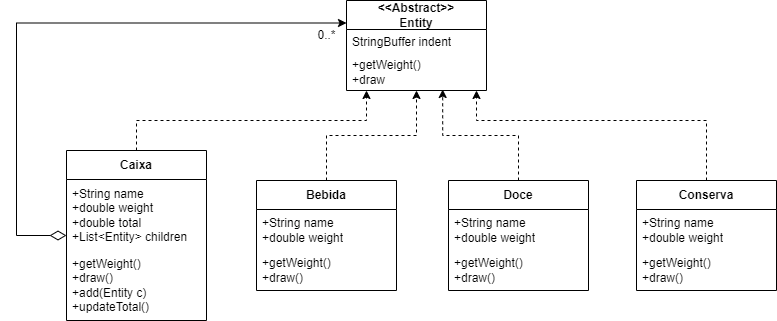 <<Abstract>>
Entity
StringBuffer indent
+getWeight()
+draw
0..*
Caixa
+String name
+double weight
+double total
+List<Entity> children
+getWeight()
+draw()
+add(Entity c)
+updateTotal()
Bebida
+String name
+double weight
+getWeight()
+draw()
Doce
+String name
+double weight
+getWeight()
+draw()
Conserva
+String name
+double weight
+getWeight()
+draw()